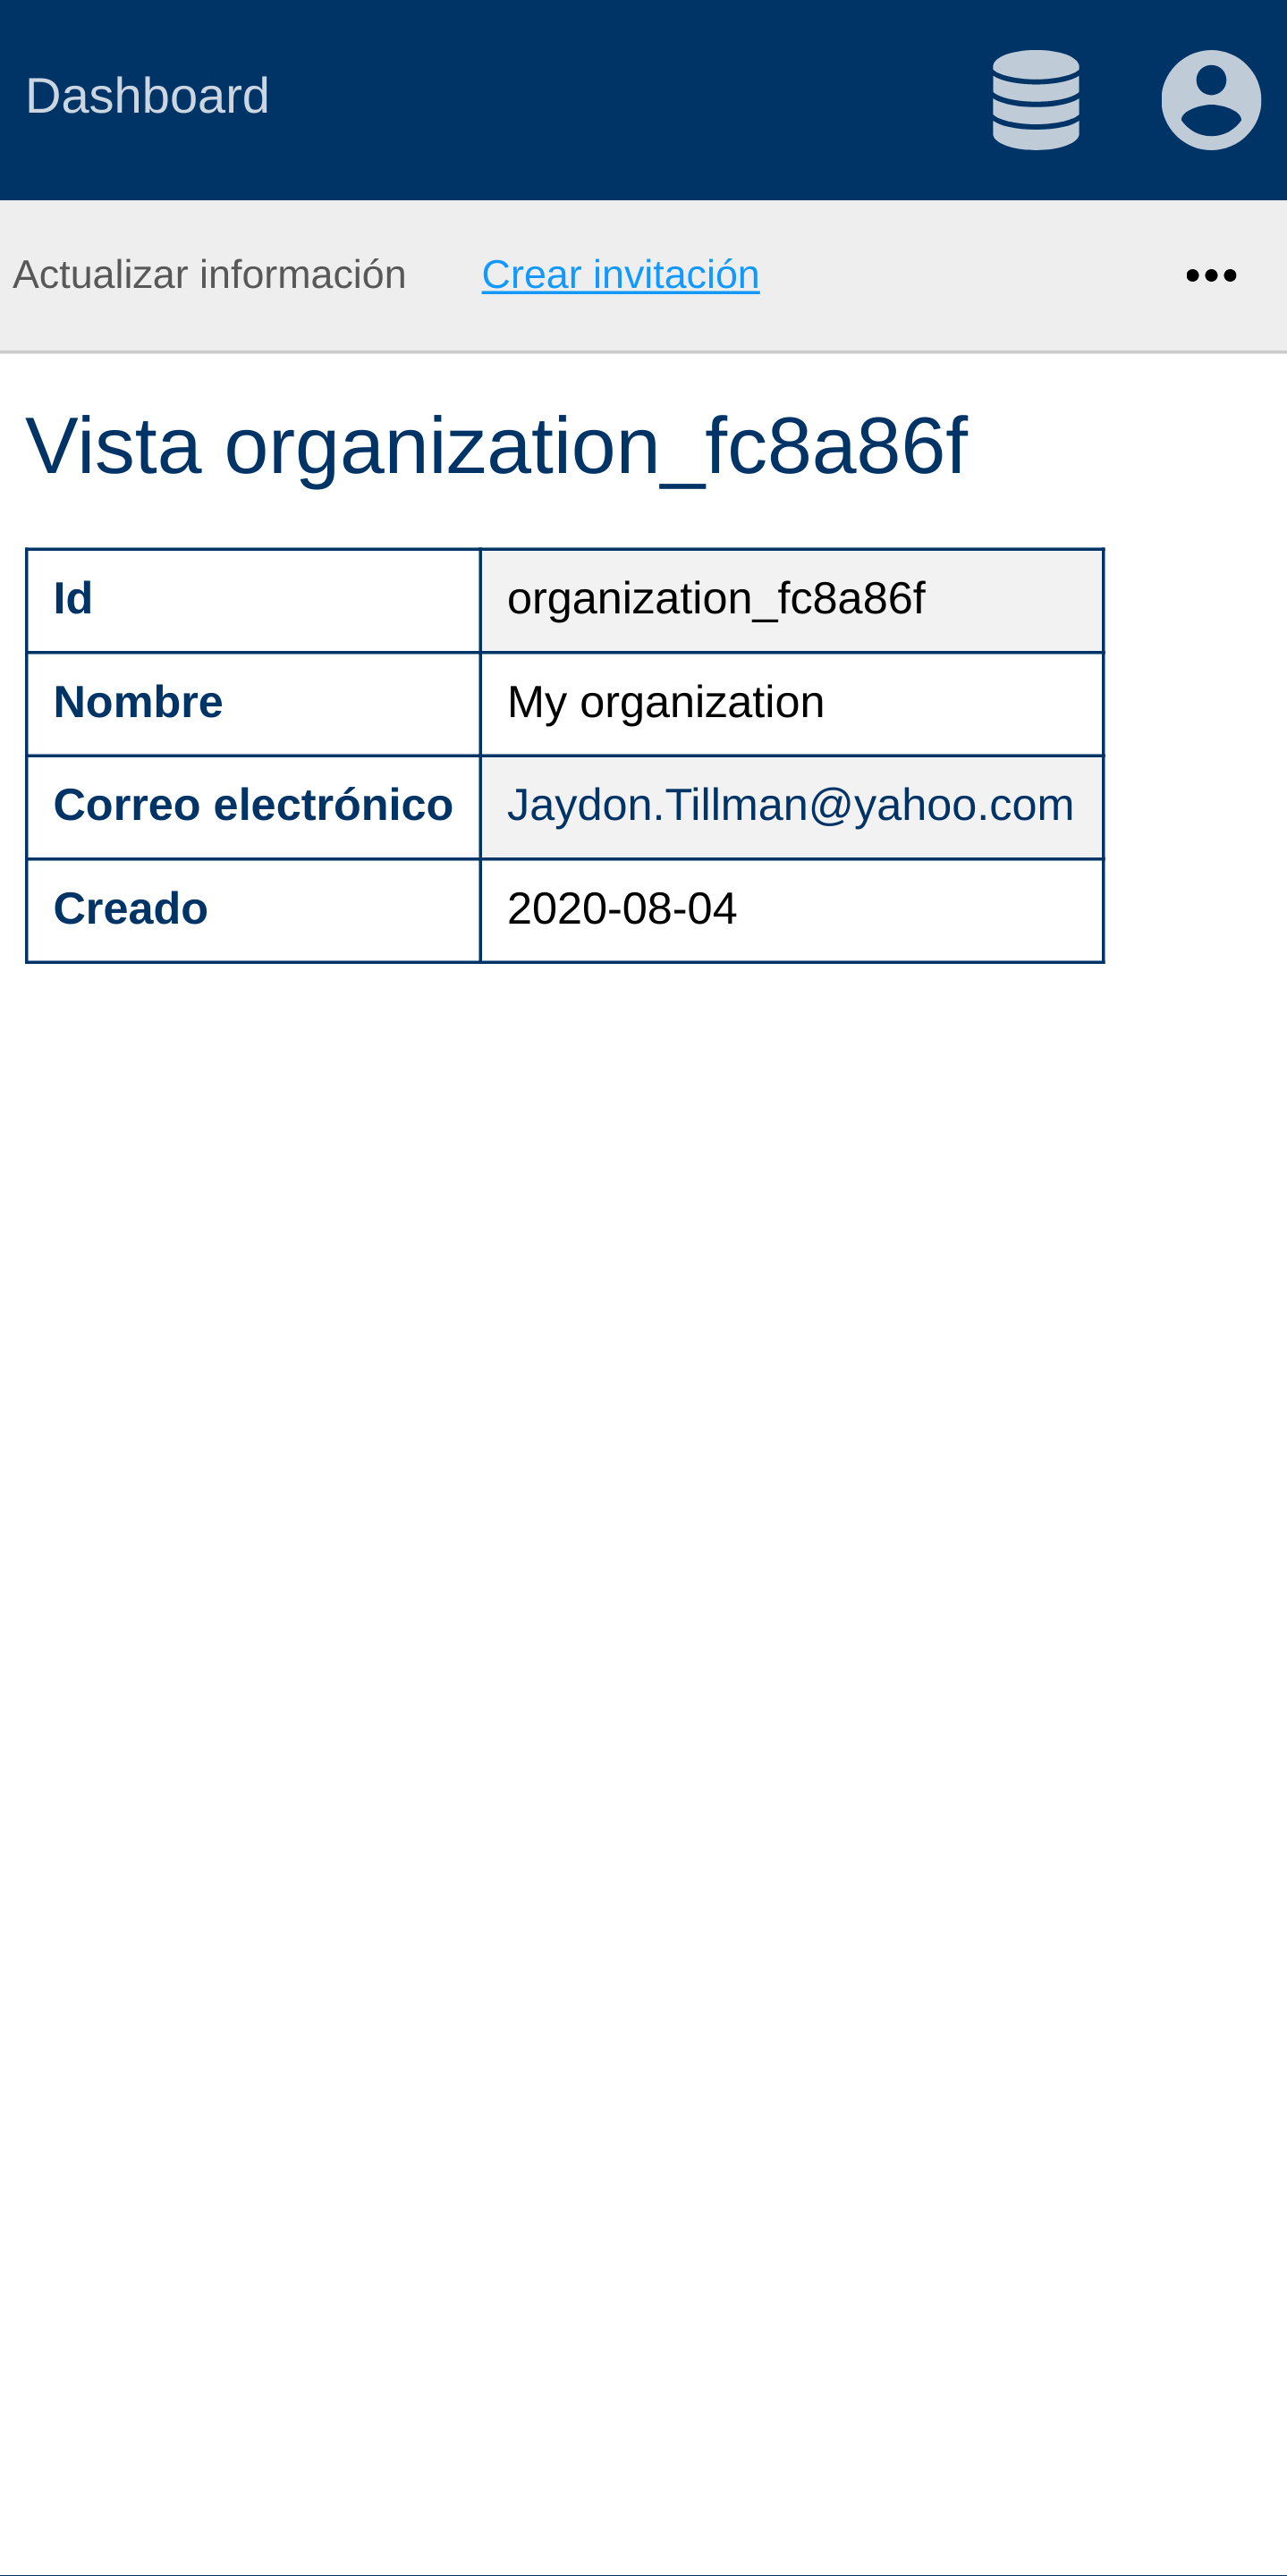 Dashboard
Actualizar información Crear invitación
Vista organization_fc8a86f
Id organization_fc8a86f
Nombre My organization
Correo electrónico Jaydon.Tillman@yahoo.com
Creado 2020-08-04